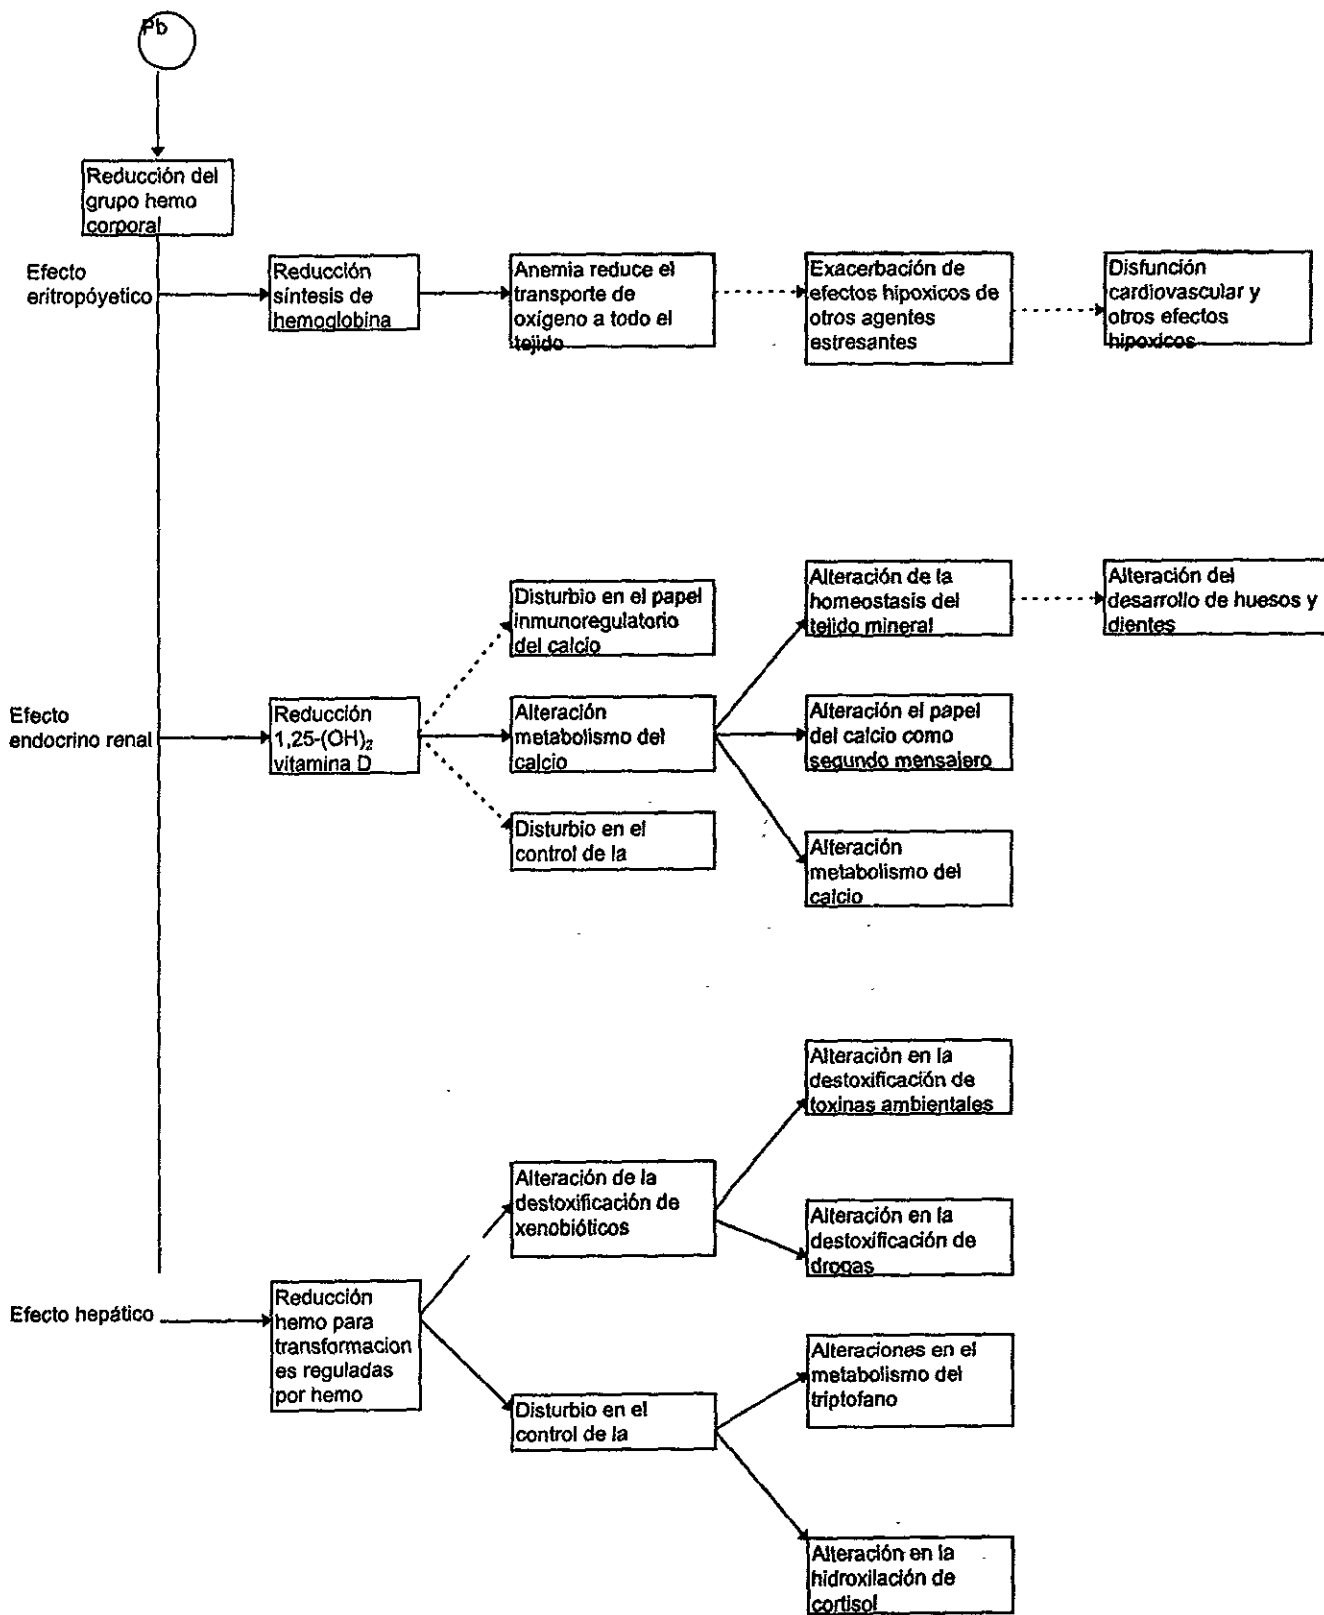 Pb
Reducción del
grupo hemo
corporal
Efecto
eritropóyetico
Reducción
síntesis de
hemoglobina
Anemia reduce el
transporte de
oxígeno a todo el
tejido
Exacerbación de
efectos hipoxicos de
otros agentes
estresantes
Disfunción
cardiovascular y
otros efectos
hipoxicos
Efecto
endocrino renal
Reducción
1,25-(OH)₂
vitamina D
Disturbio en el papel
inmunoregulatorio
del calcio
Alteración
metabolismo del
calcio
Disturbio en el
control de la
Alteración de la
homeostasis del
tejido mineral
Alteración el papel
del calcio como
segundo mensajero
Alteración
metabolismo del
calcio
Alteración del
desarrollo de huesos y
dientes
Efecto hepático
Reducción
hemo para
transformacion
es reguladas
por hemo
Alteración de la
destoxificación de
xenobióticos
Disturbio en el
control de la
Alteración en la
destoxificación de
toxinas ambientales
Alteración en la
destoxificación de
drogas
Alteraciones en el
metabolismo del
triptofano
Alteración en la
hidroxilación de
cortisol